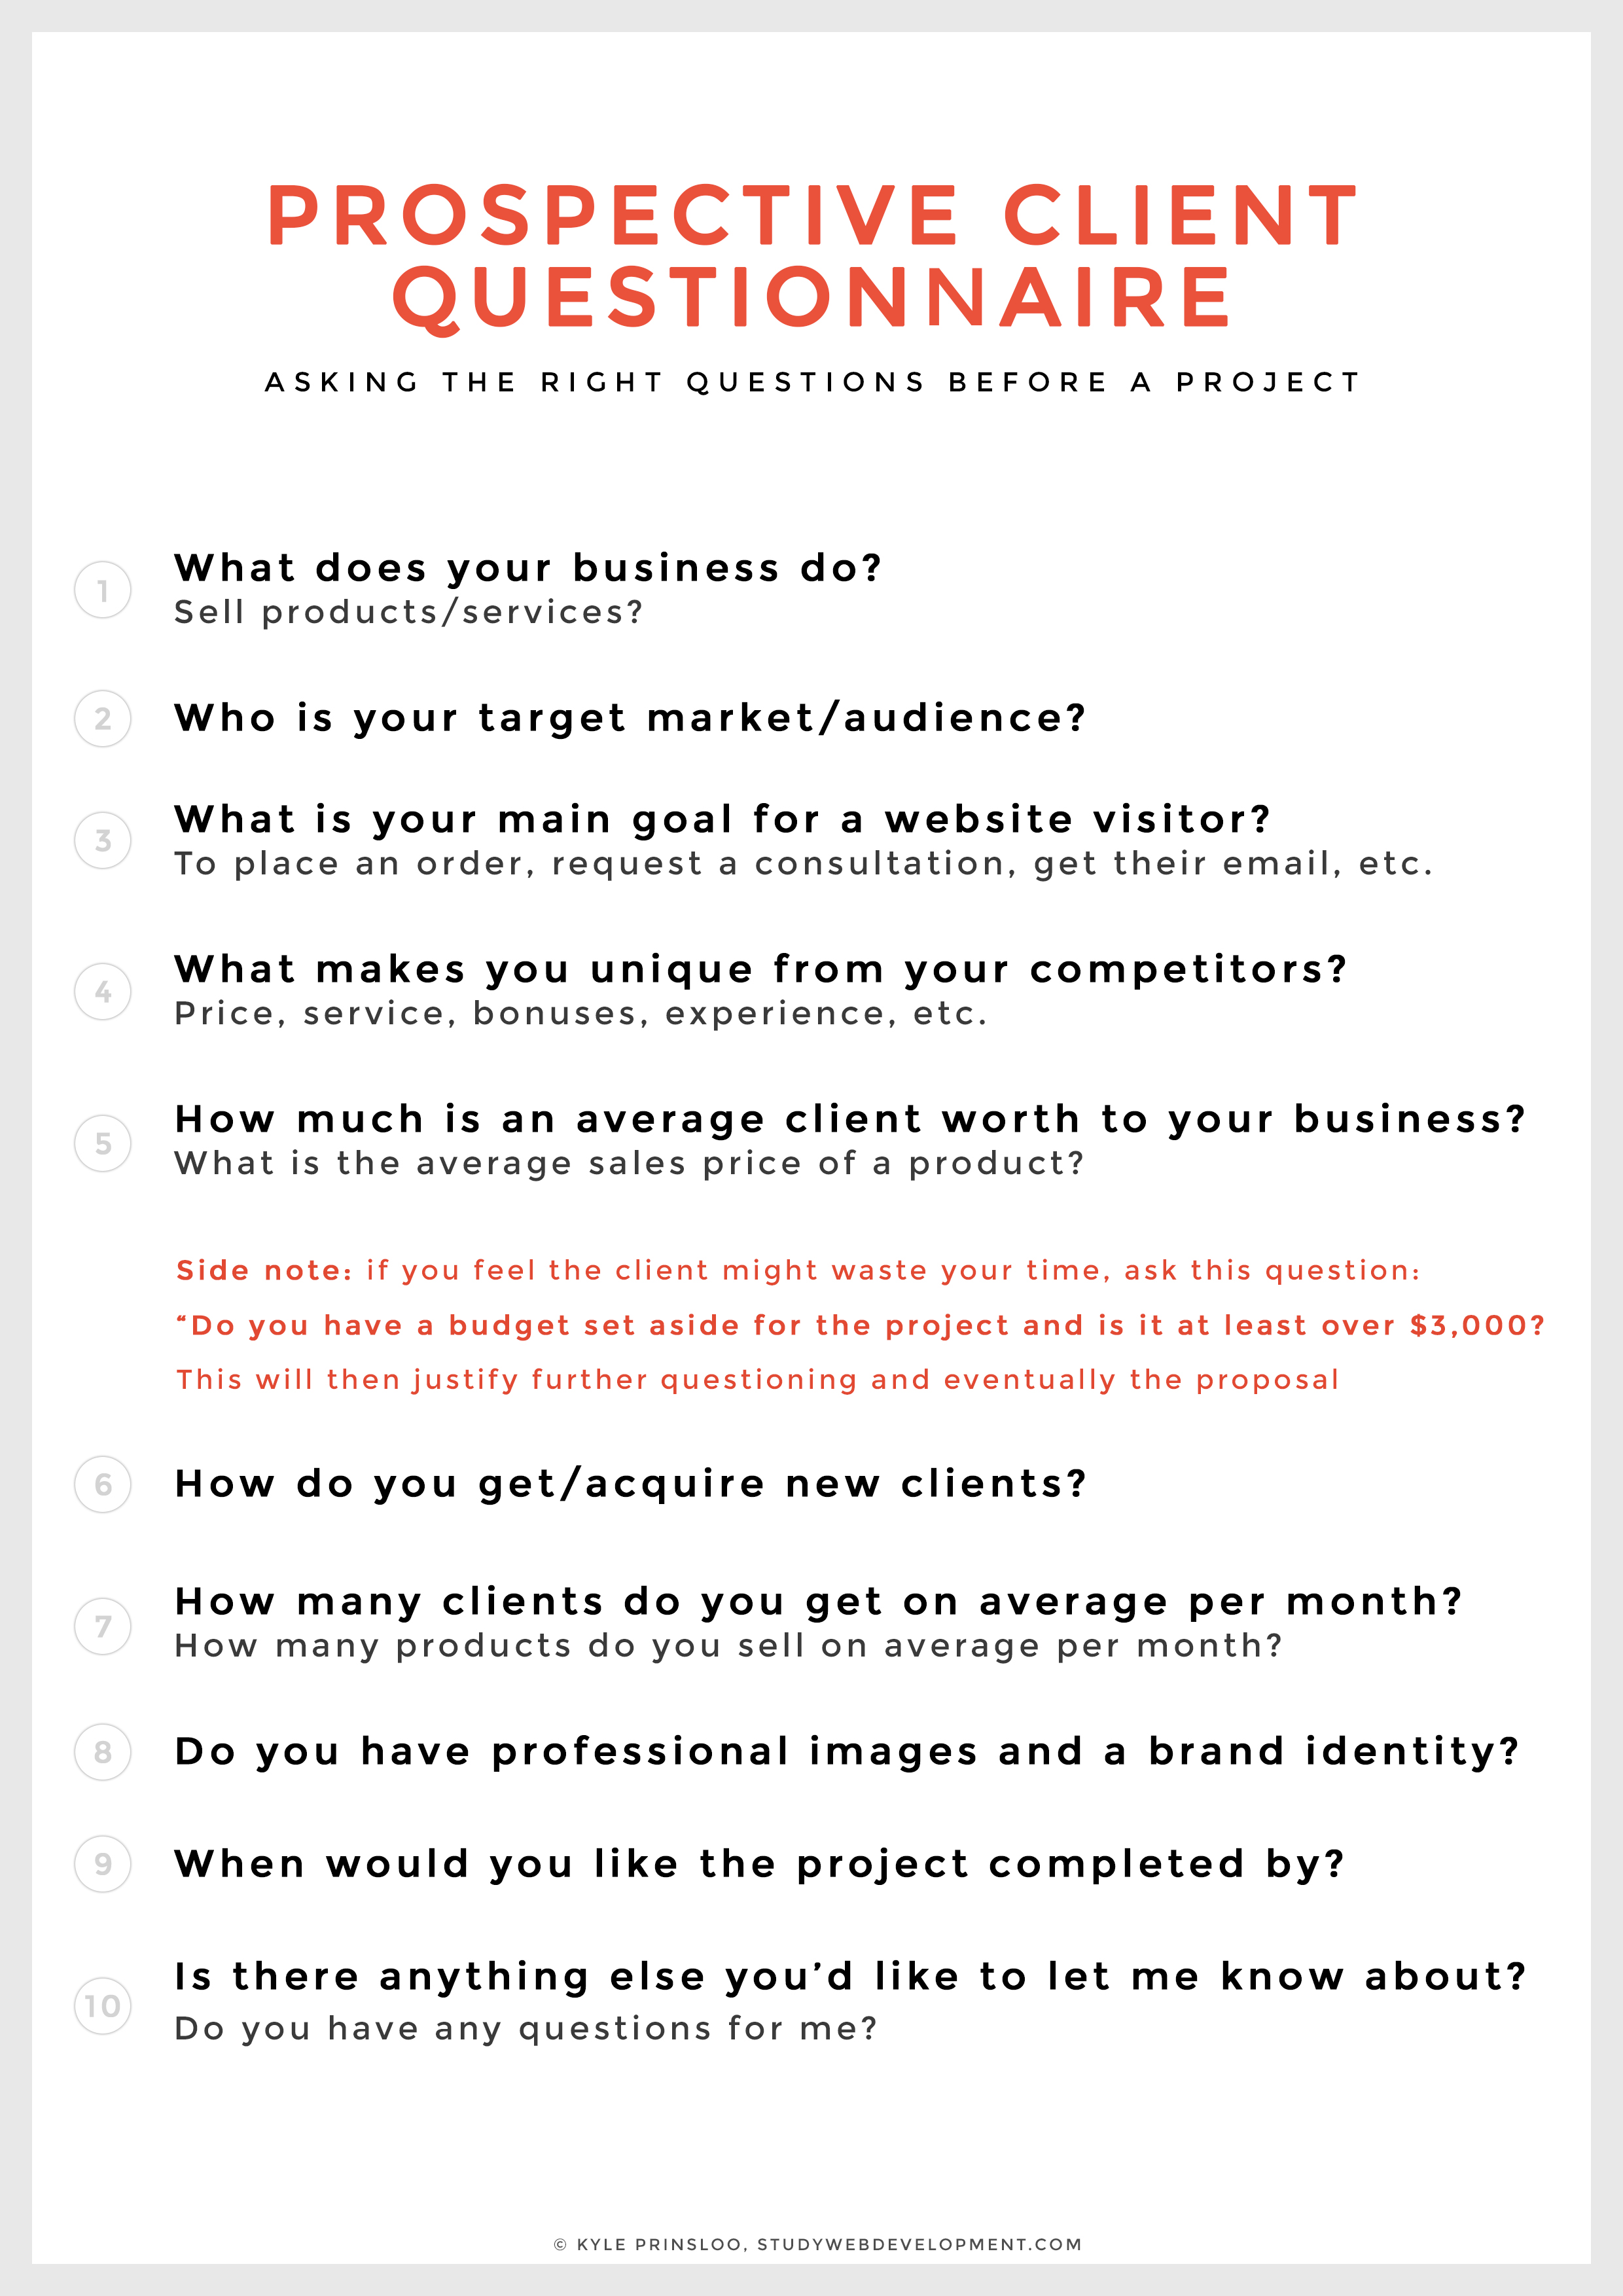 PROSPECTIVE CLIENT
QUESTIONNAIRE
ASKING THE RIGHT QUESTIONS BEFORE A PROJECT
1
What does your business do?
Sell products/services?
2
Who is your target market/audience?
3
What is your main goal for a website visitor?
To place an order, request a consultation, get their email, etc.
4
What makes you unique from your competitors?
Price, service, bonuses, experience, etc.
5
How much is an average client worth to your business?
What is the average sales price of a product?
Side note: if you feel the client might waste your time, ask this question:
“Do you have a budget set aside for the project and is it at least over $3,000?
This will then justify further questioning and eventually the proposal
6
How do you get/acquire new clients?
7
How many clients do you get on average per month?
How many products do you sell on average per month?
8
Do you have professional images and a brand identity?
9
When would you like the project completed by?
10
Is there anything else you’d like to let me know about?
Do you have any questions for me?
© KYLE PRINSLOO, STUDYWEBDEVELOPMENT.COM